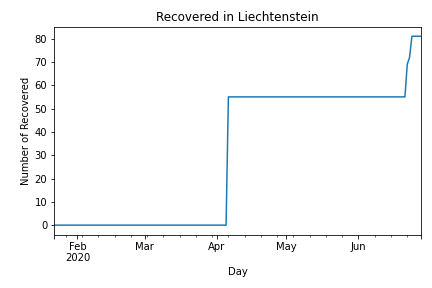 Recovered in Liechtenstein
Number of Recovered
80
70
60
50
40
30
20
10
0
Feb
2020
Mar
Apr
May
Jun
Day